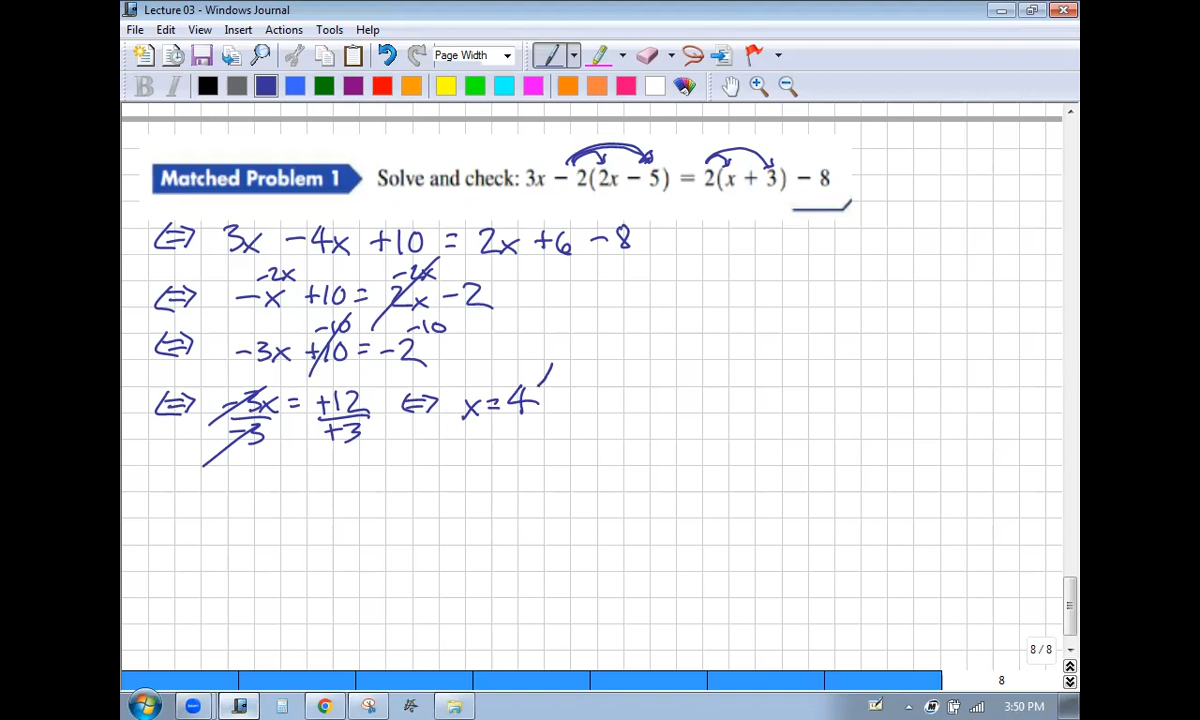 Lecture 03 - Windows Journal
File Edit View Insert Actions Tools Help
Page Width
B I
Matched Problem 1 Solve and check: 3x − 2(2x − 5) = 2(x + 3) − 8
⇔ 3x −4x +10 = 2x +6 −8
−2x −2x
⇔ −x +10 = 2x −2
−10 −10
⇔ −3x +10 = −2
⇔ −3x = +12 ⇔ x = 4
−3 +3
8 / 8
8
3:50 PM